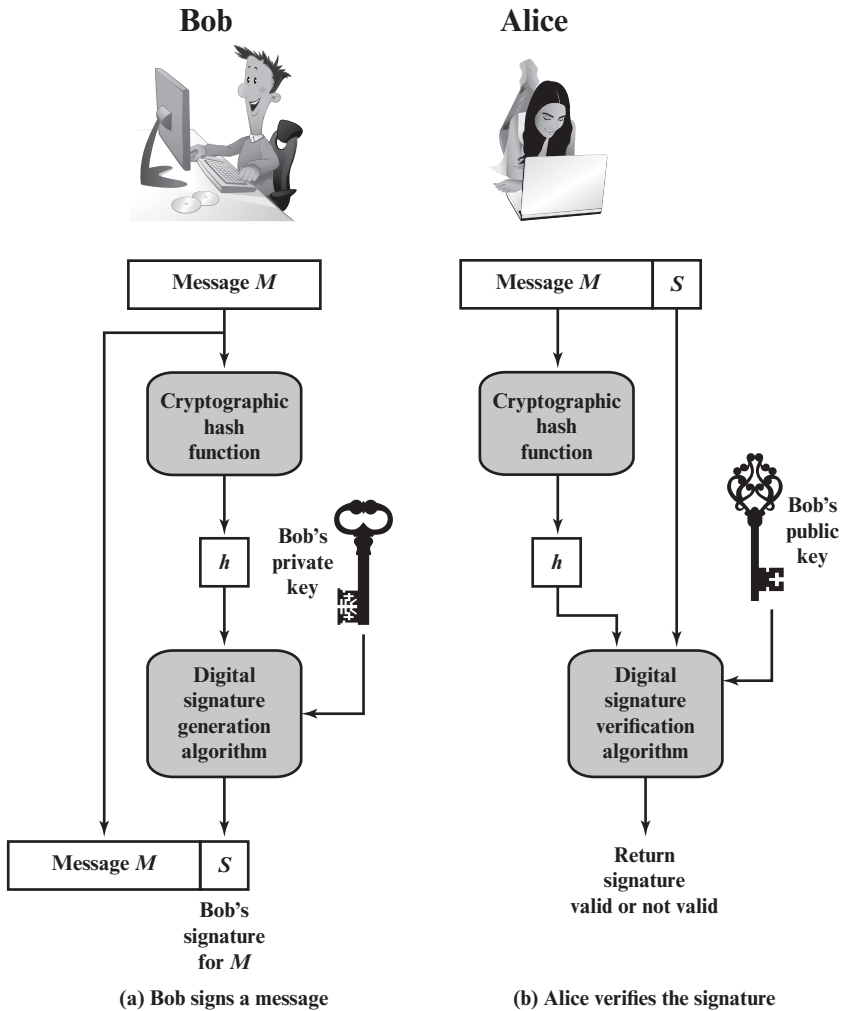 Bob
Message M
Cryptographic
hash
function
h
Bob's
private
key
Digital
signature
generation
algorithm
Message M
S
Bob's
signature
for M
(a) Bob signs a message
Alice
Message M
S
Cryptographic
hash
function
h
Bob's
public
key
Digital
signature
verification
algorithm
Return
signature
valid or not valid
(b) Alice verifies the signature